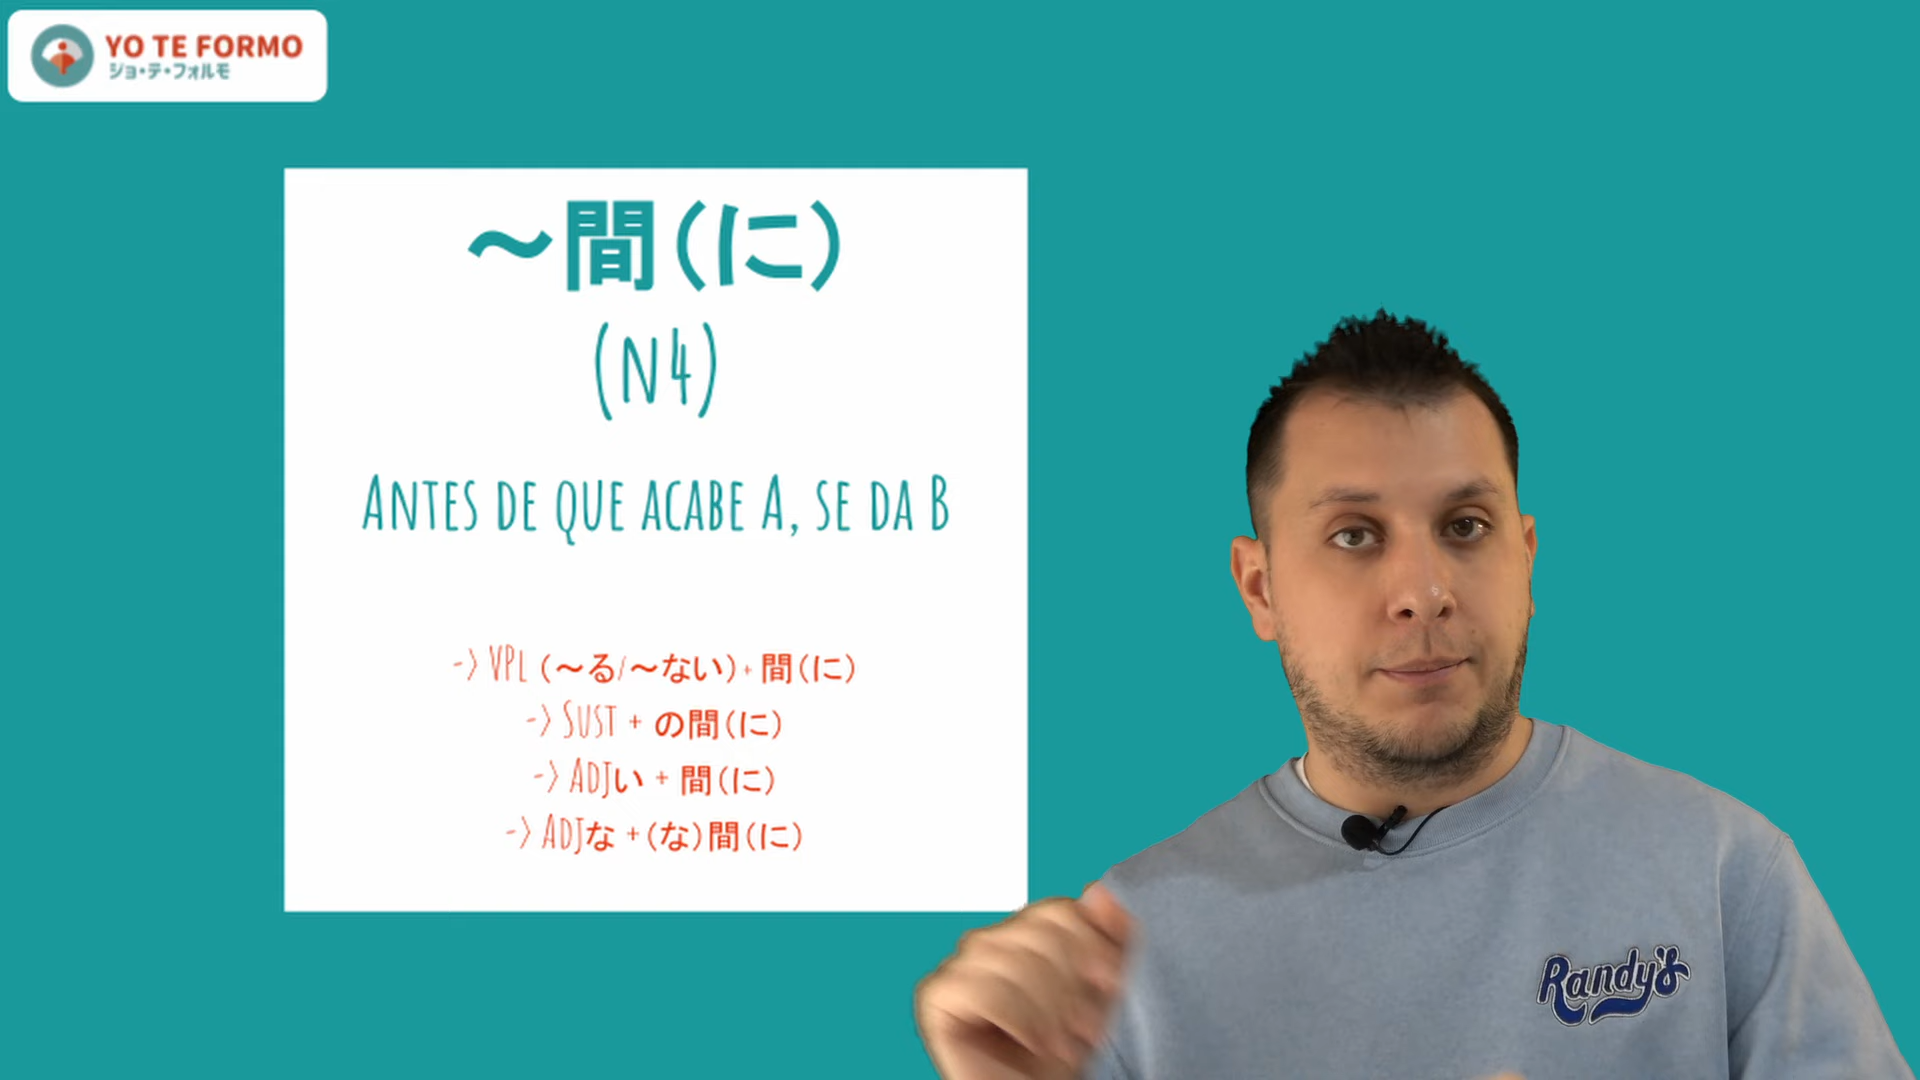 YO TE FORMO
ジョ・テ・フォルモ
～間(に)
(N4)
ANTES DE QUE ACABE A, SE DA B
-> VPL (～る/～ない) + 間(に)
-> SUST + の間(に)
-> ADJい + 間(に)
-> ADJな + (な)間(に)
Randy's